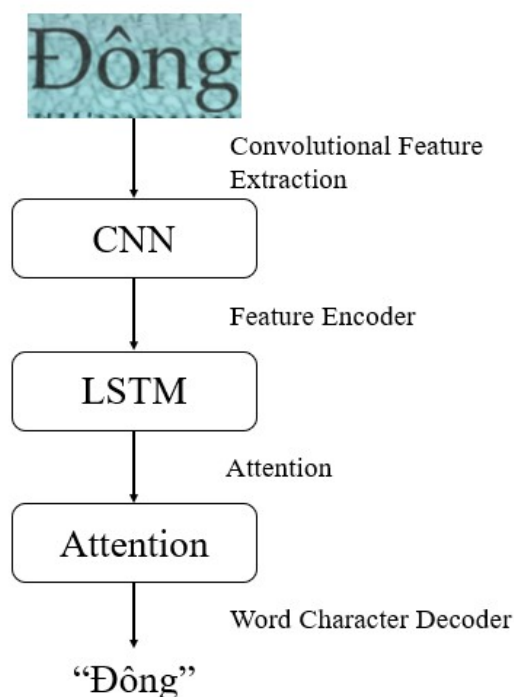 Đông
Convolutional Feature
Extraction
CNN
Feature Encoder
LSTM
Attention
Attention
Word Character Decoder
“Đông”